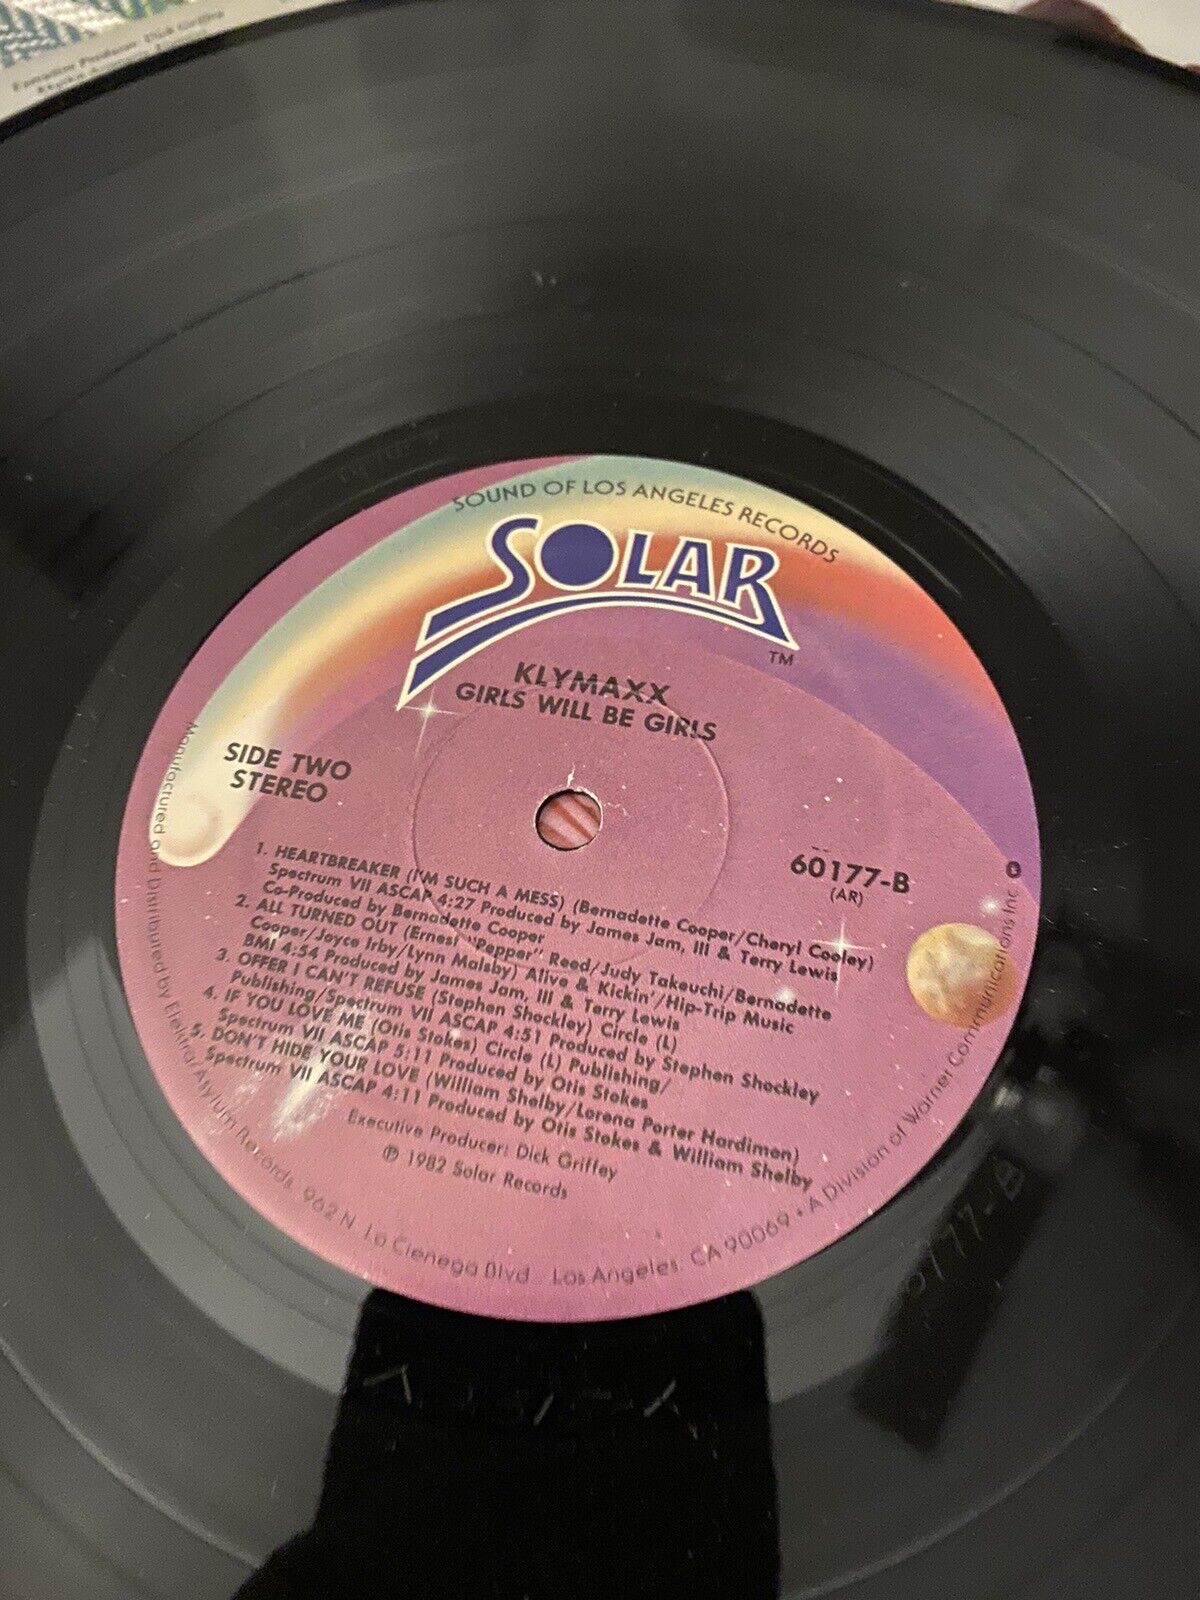 Executive Producer: Dick Griffey
SOUND OF LOS ANGELES RECORDS
SOLAR
TM
KLYMAXX
GIRLS WILL BE GIRLS
SIDE TWO
STEREO
60177-B
(AR)
1. HEARTBREAKER (I'M SUCH A MESS) (Bernadette Cooper/Cheryl Cooley)
Spectrum VII ASCAP 4:27 Produced by James Jam, III & Terry Lewis
Co-Produced by Bernadette Cooper
2. ALL TURNED OUT (Ernest "Pepper" Reed/Judy Takeuchi/Bernadette
Cooper/Joyce Irby/Lynn Malsby) Alive & Kickin'/Hip-Trip Music
BMI 4:54 Produced by James Jam, III & Terry Lewis
3. OFFER I CAN'T REFUSE (Stephen Shockley) Circle (L)
Publishing/Spectrum VII ASCAP 4:51 Produced by Stephen Shockley
4. IF YOU LOVE ME (Otis Stokes) Circle (L) Publishing/
Spectrum VII ASCAP 5:11 Produced by Otis Stokes
5. DON'T HIDE YOUR LOVE (William Shelby/Lorena Porter Hardimen)
Spectrum VII ASCAP 4:11 Produced by Otis Stokes & William Shelby
Executive Producer: Dick Griffey
℗ 1982 Solar Records
Manufactured and Distributed by Elektra/Asylum Records, 962 N. La Cienega Blvd., Los Angeles, CA 90069 • A Division of Warner Communications Inc.